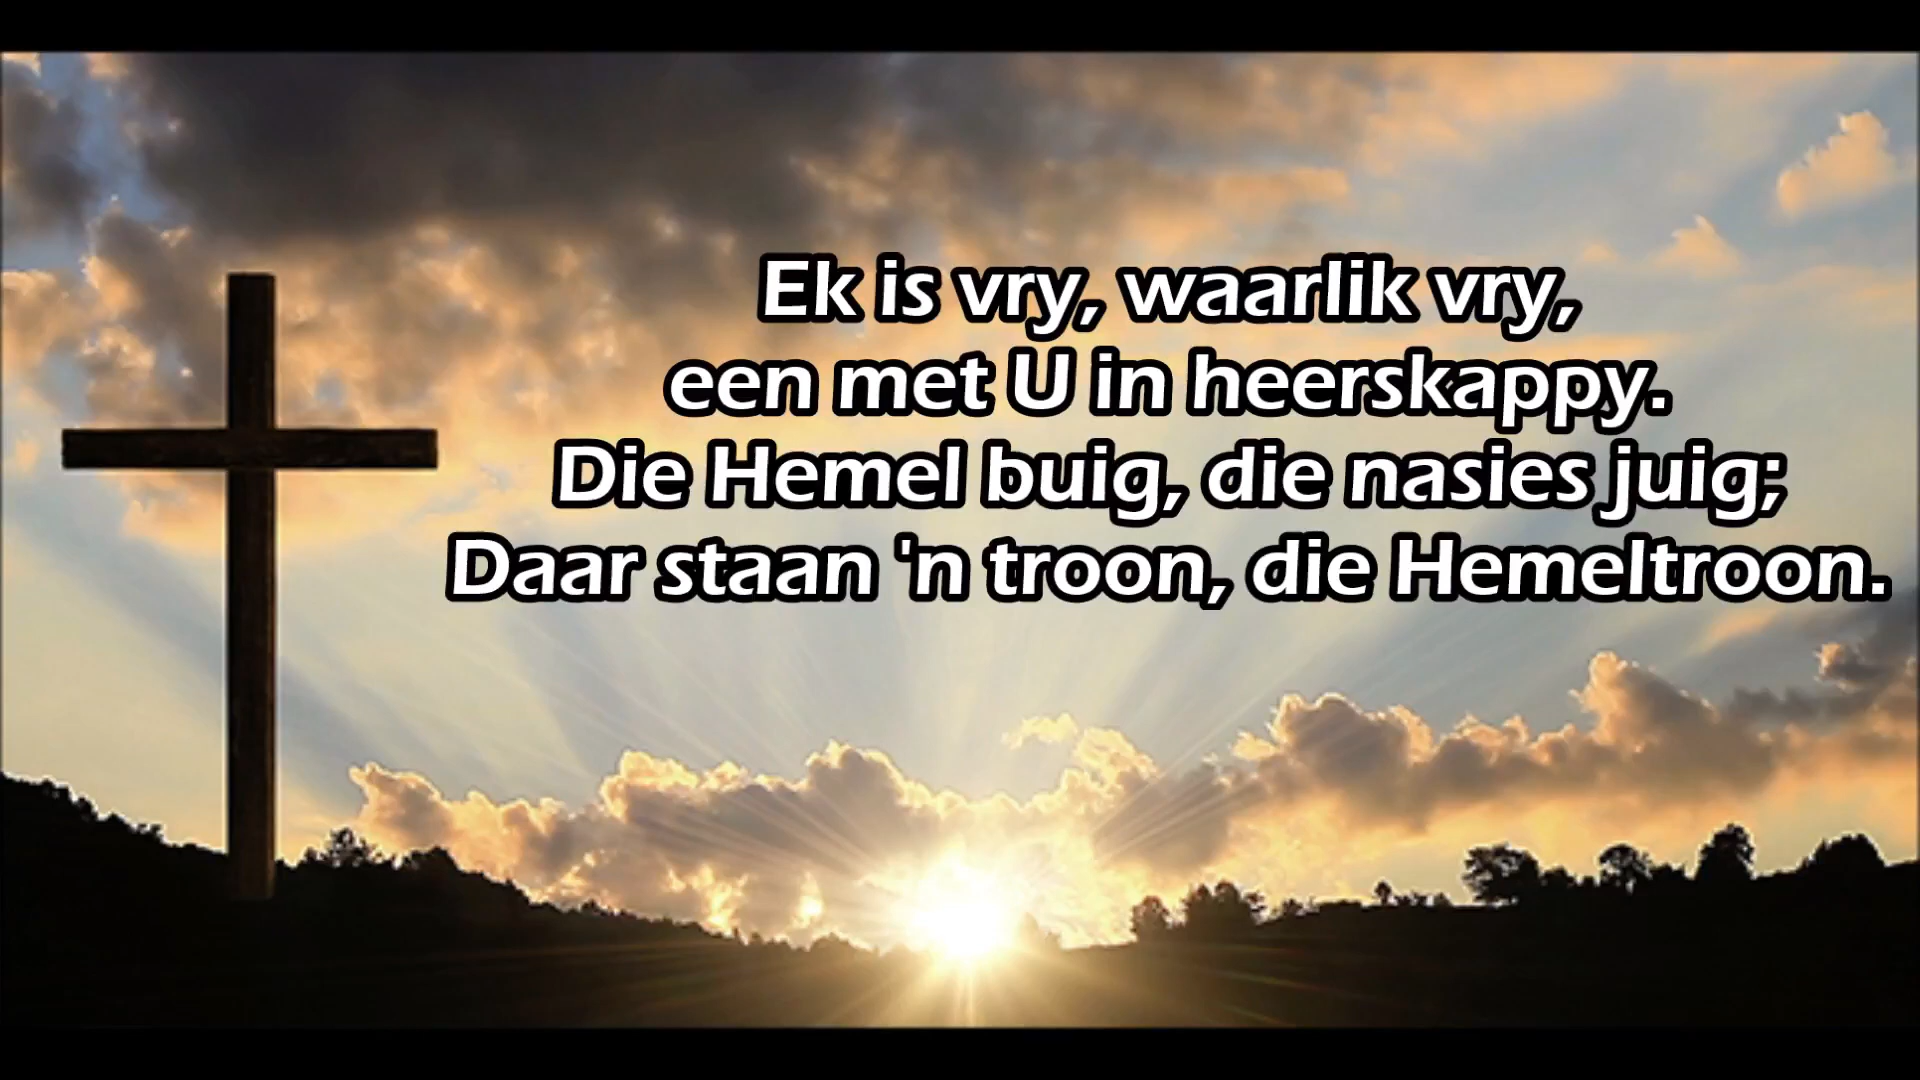 Ek is vry, waarlik vry,
een met U in heerskappy.
Die Hemel buig, die nasies juig;
Daar staan 'n troon, die Hemeltroon.